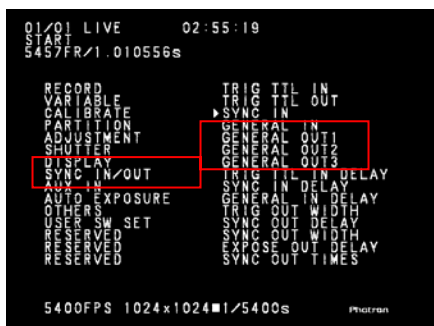 01/01 LIVE 02:55:19
START
5457FR/1.010556s
RECORD TRIG TTL IN
VARIABLE TRIG TTL OUT
CALIBRATE ▶SYNC IN
PARTITION GENERAL IN
ADJUSTMENT GENERAL OUT1
SHUTTER GENERAL OUT2
DISPLAY GENERAL OUT3
SYNC IN/OUT TRIG TTL IN DELAY
AUX IN SYNC IN DELAY
AUTO EXPOSURE GENERAL IN DELAY
OTHERS TRIG OUT WIDTH
USER SW SET SYNC OUT DELAY
RESERVED SYNC OUT WIDTH
RESERVED EXPOSE OUT DELAY
RESERVED SYNC OUT TIMES
5400FPS 1024x1024■1/5400s Photron